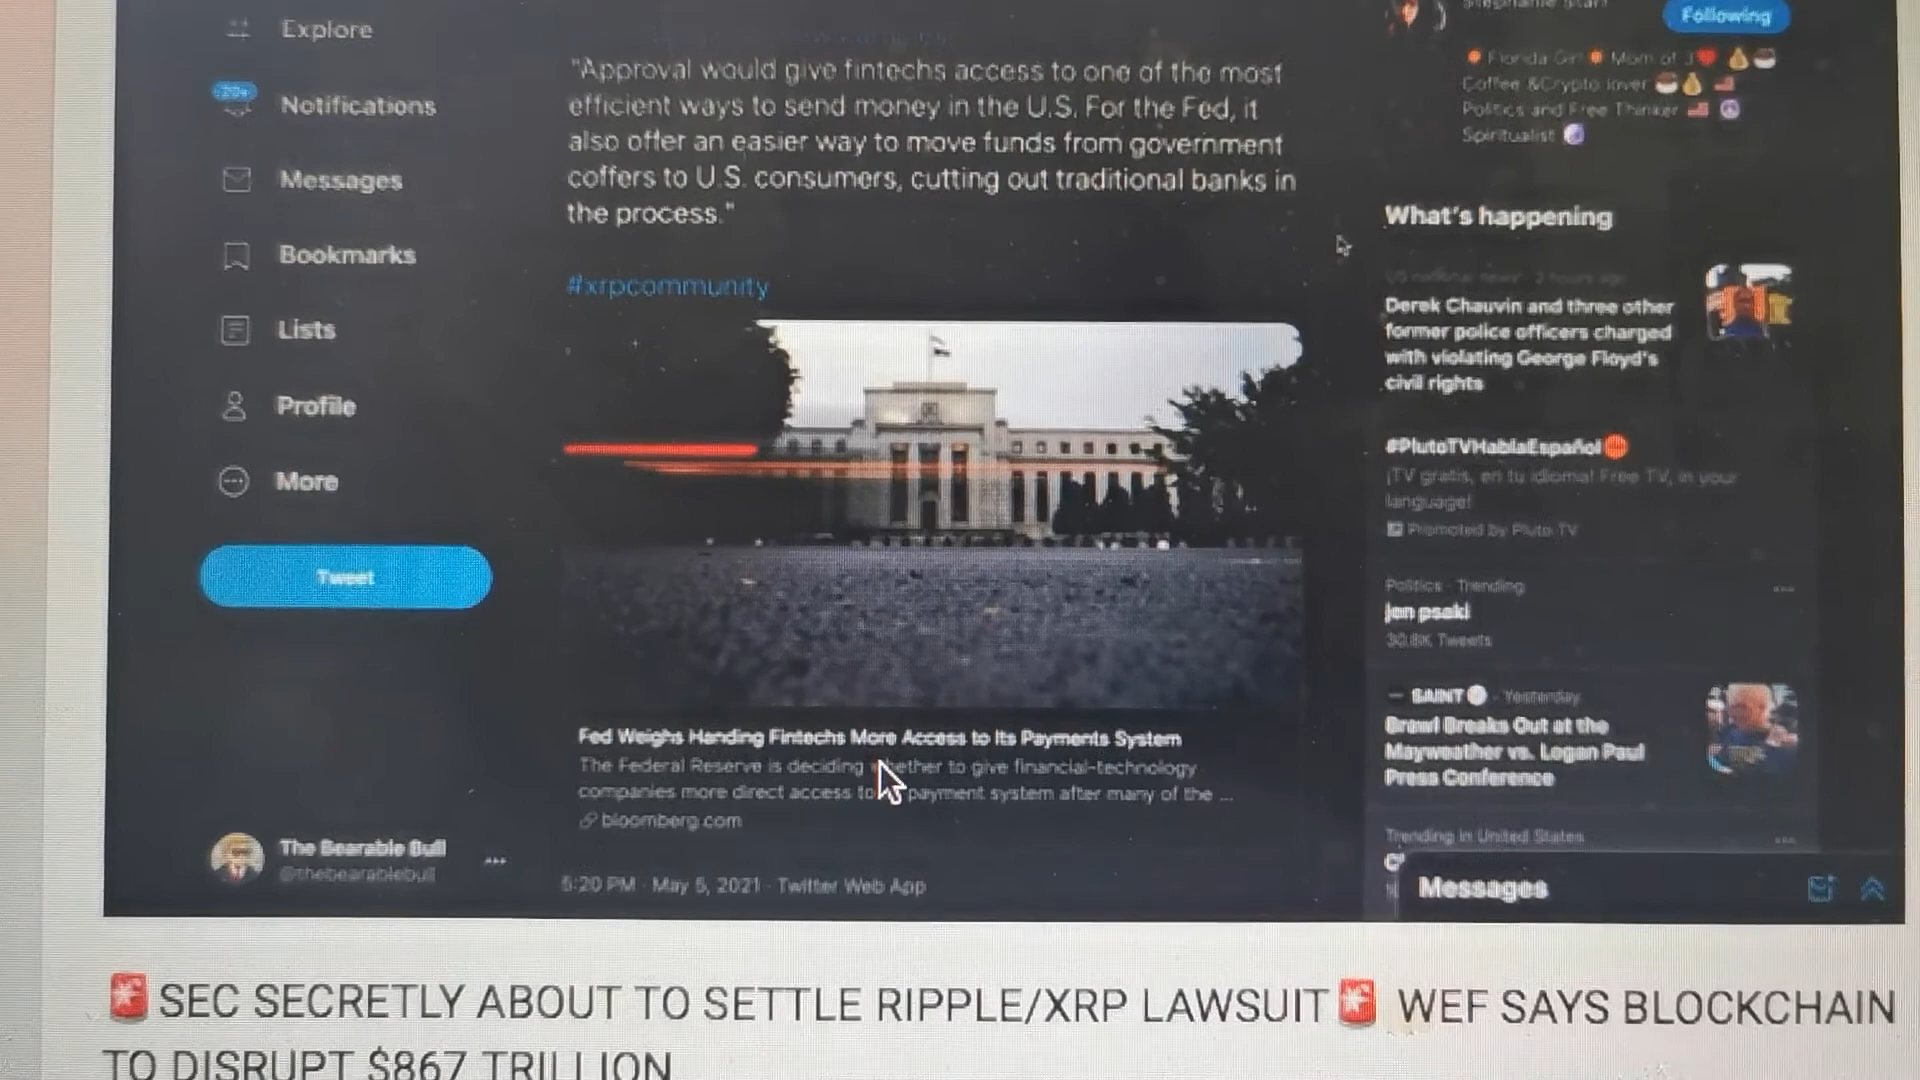 Explore
Notifications
Messages
Bookmarks
Lists
Profile
More
Tweet
The Bearable Bull
@thebearablebull
"Approval would give fintechs access to one of the most
efficient ways to send money in the U.S. For the Fed, it
also offer an easier way to move funds from government
coffers to U.S. consumers, cutting out traditional banks in
the process."
#xrpcommunity
Fed Weighs Handing Fintechs More Access to Its Payments System
The Federal Reserve is deciding whether to give financial-technology
companies more direct access to payment system after many of the ...
bloomberg.com
5:20 PM · May 5, 2021 · Twitter Web App
Following
Florida Girl Mom of 3
Coffee &Crypto lover
Politics and Free Thinker
Spiritualist
What's happening
US national news · 2 hours ago
Derek Chauvin and three other
former police officers charged
with violating George Floyd's
civil rights
#PlutoTVHablaEspañol
¡TV gratis, en tu idioma! Free TV, in your
language!
Promoted by Pluto TV
Politics · Trending
jen psaki
30.8K Tweets
SAINT · Yesterday
Brawl Breaks Out at the
Mayweather vs. Logan Paul
Press Conference
Trending in United States
Messages
SEC SECRETLY ABOUT TO SETTLE RIPPLE/XRP LAWSUIT WEF SAYS BLOCKCHAIN
TO DISRUPT $867 TRILLION